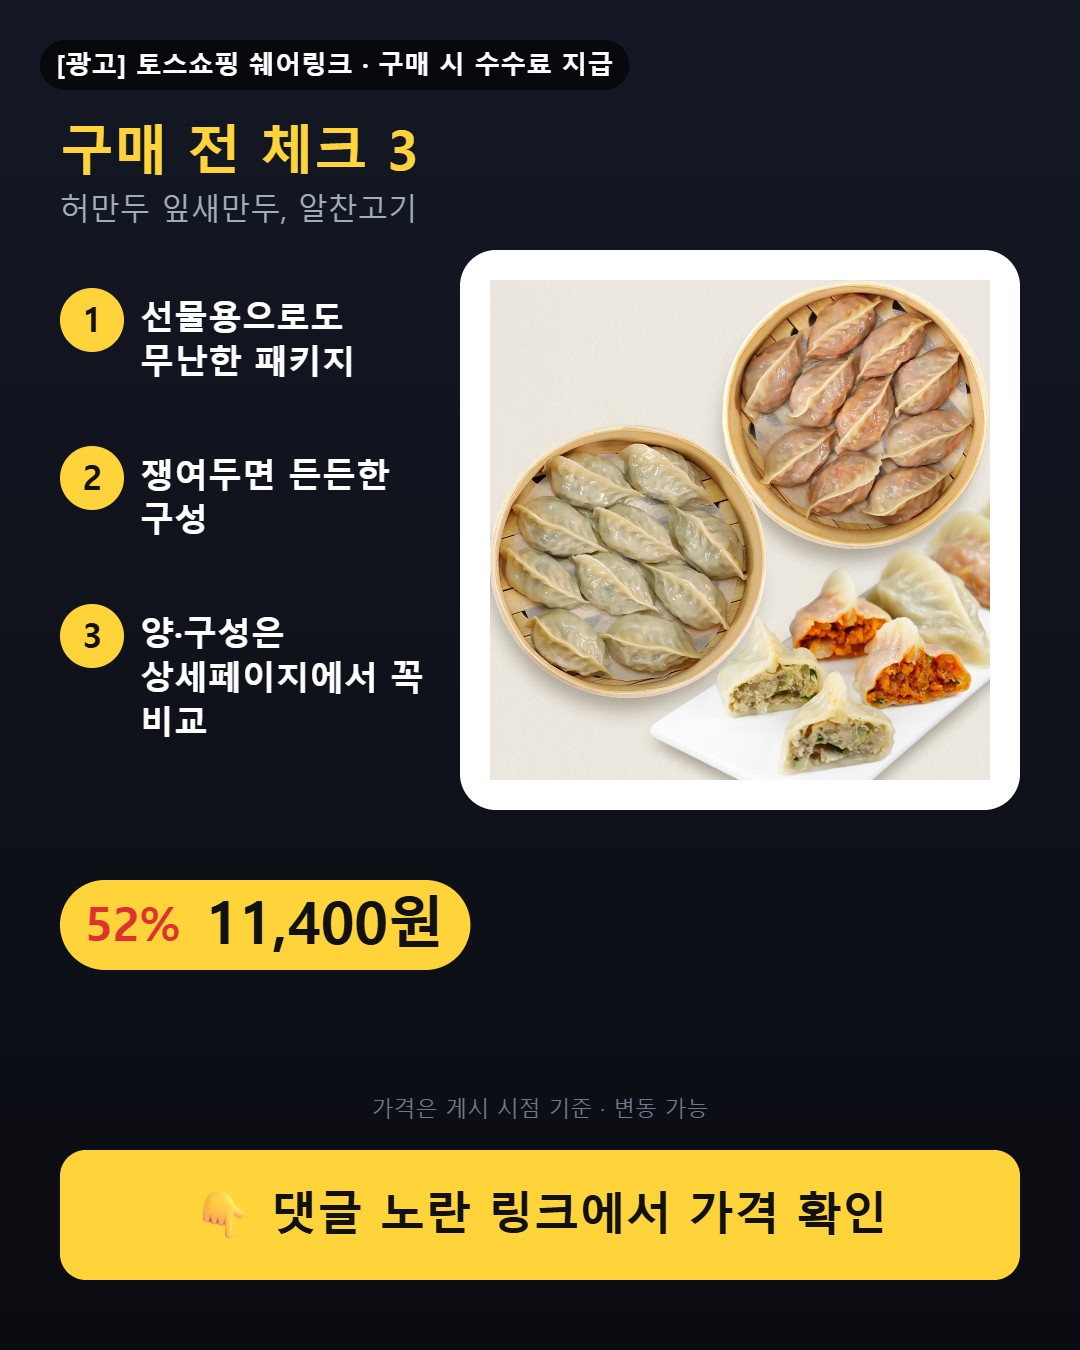 [광고] 토스쇼핑 쉐어링크 · 구매 시 수수료 지급
구매 전 체크 3
허만두 잎새만두, 알찬고기
1 선물용으로도
무난한 패키지
2 쟁여두면 든든한
구성
3 양·구성은
상세페이지에서 꼭
비교
52% 11,400원
가격은 게시 시점 기준 · 변동 가능
👇 댓글 노란 링크에서 가격 확인